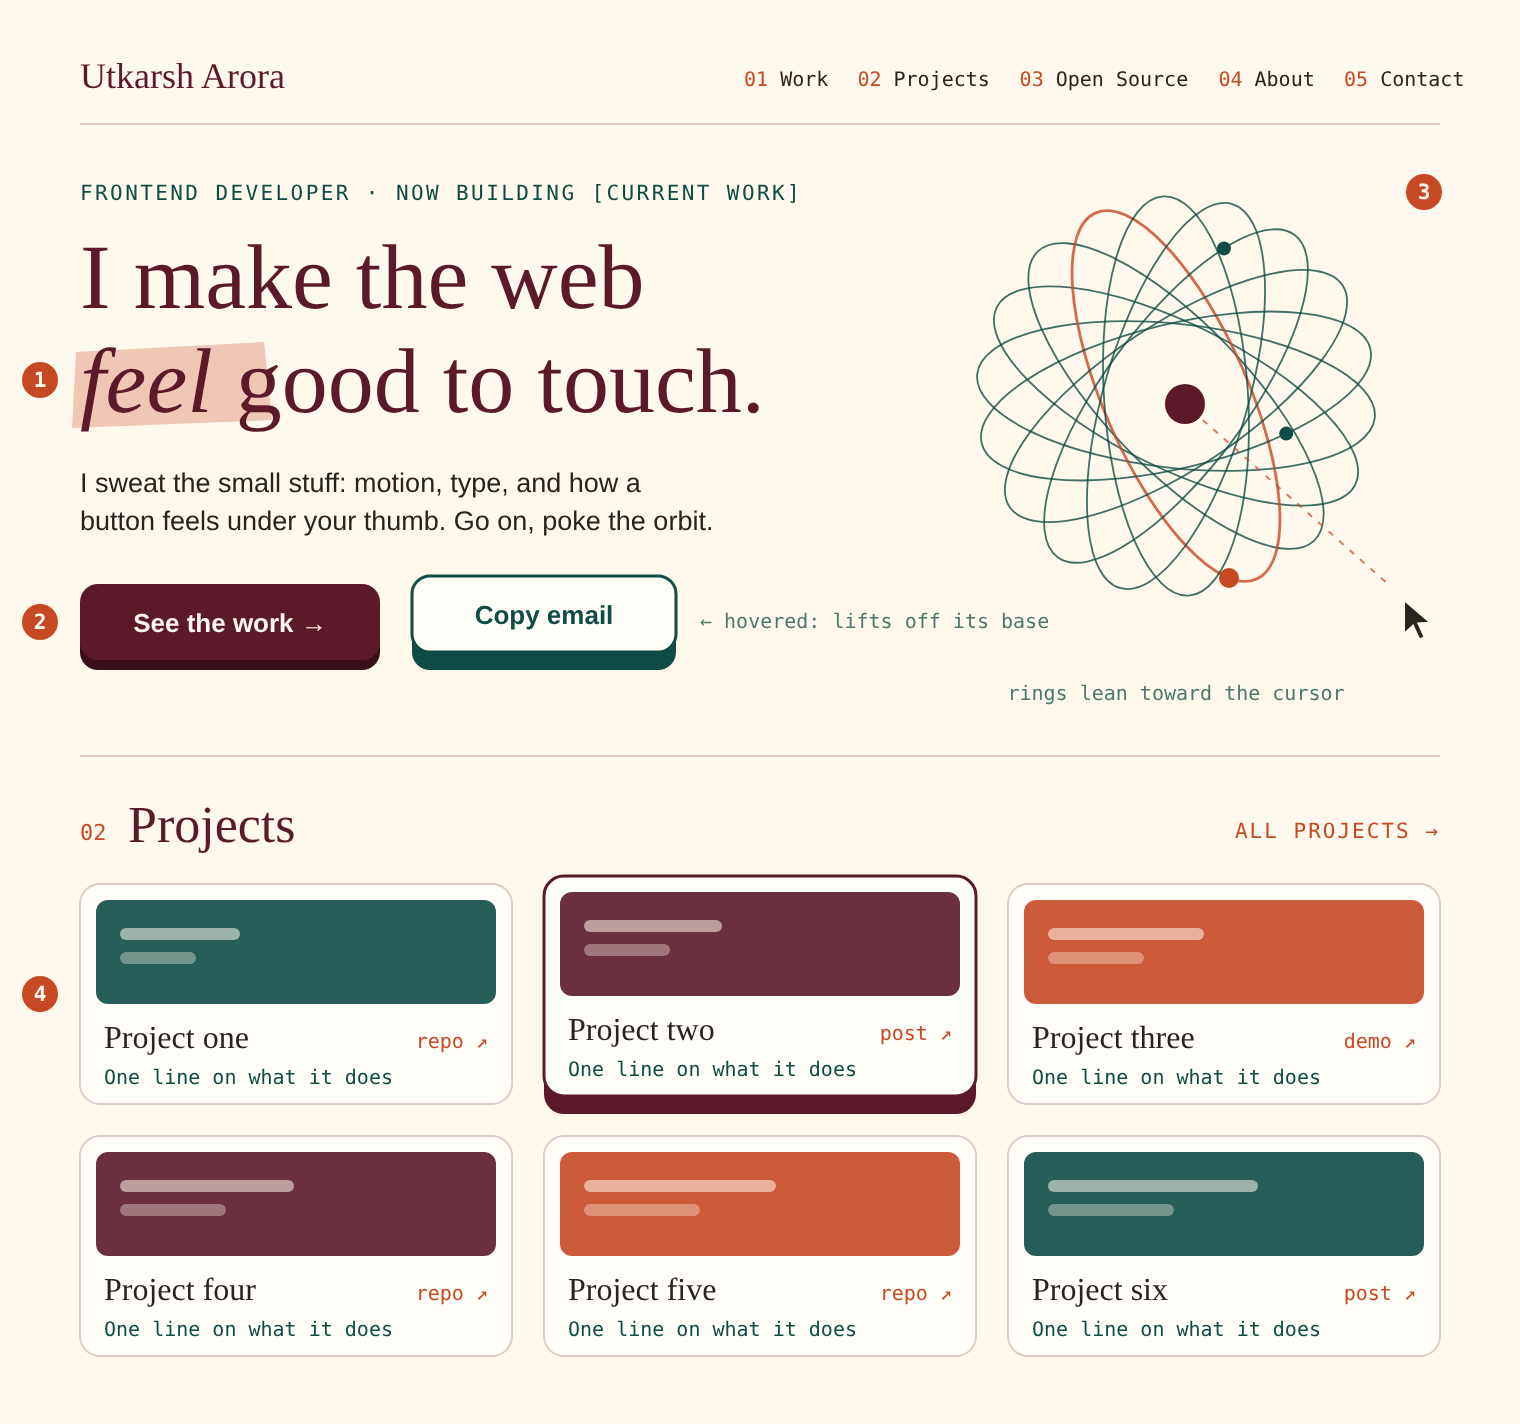 Utkarsh Arora
01 Work 02 Projects 03 Open Source 04 About 05 Contact
FRONTEND DEVELOPER · NOW BUILDING [CURRENT WORK]
3
I make the web
1
feel good to touch.
I sweat the small stuff: motion, type, and how a
button feels under your thumb. Go on, poke the orbit.
2
See the work →
Copy email
← hovered: lifts off its base
rings lean toward the cursor
02 Projects
ALL PROJECTS →
4
Project one
repo ↗
One line on what it does
Project two
post ↗
One line on what it does
Project three
demo ↗
One line on what it does
Project four
repo ↗
One line on what it does
Project five
repo ↗
One line on what it does
Project six
post ↗
One line on what it does